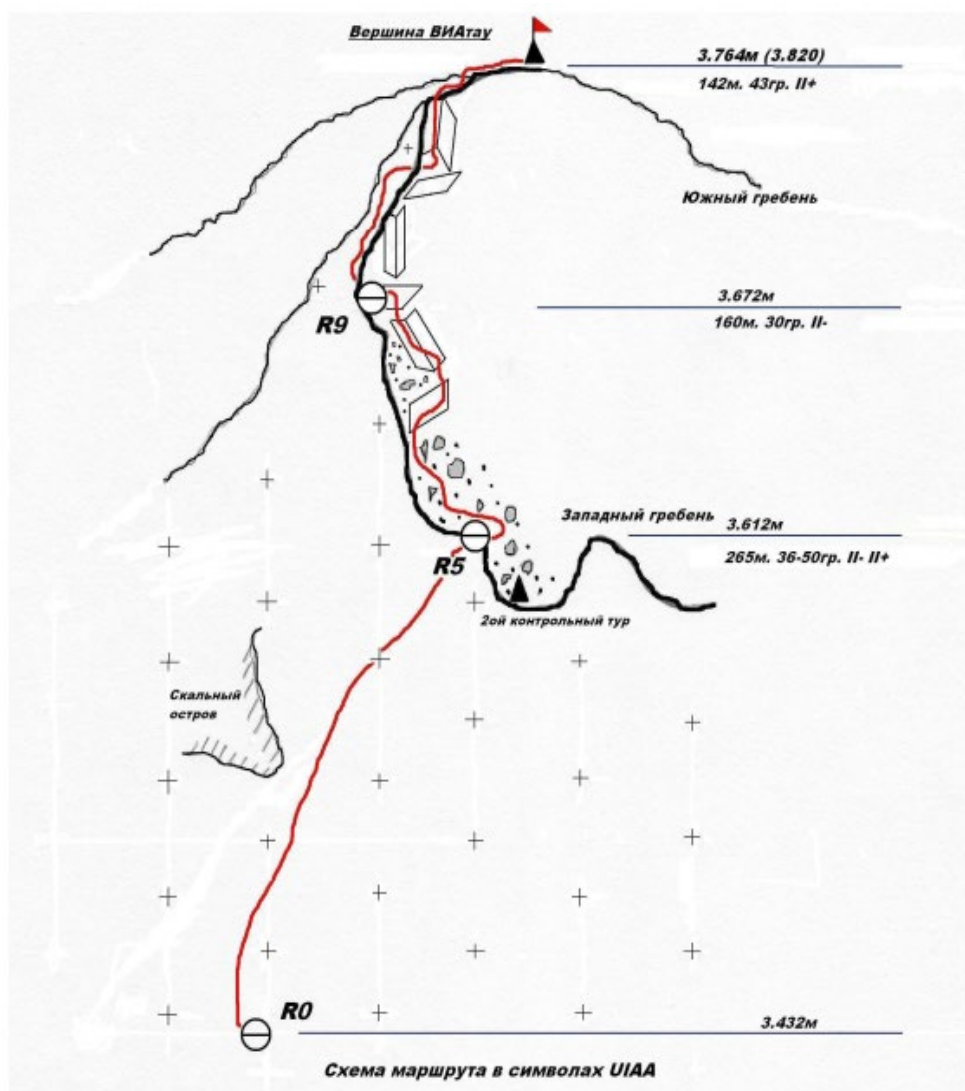 Вершина ВИАтау
3.764м (3.820)
142м. 43гр. II+
Южный гребень
3.672м
R9
160м. 30гр. II-
Западный гребень
3.612м
R5
265м. 36-50гр. II- II+
2ой контрольный тур
Скальный
остров
R0
3.432м
Схема маршрута в символах UIAA